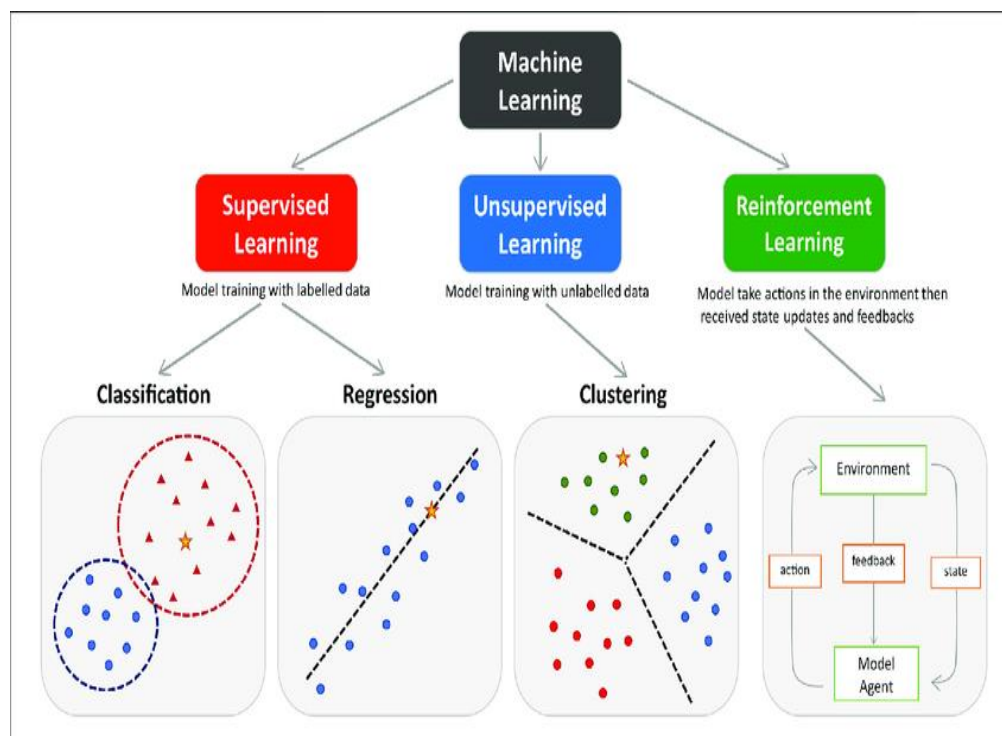 Machine
Learning
Supervised
Learning
Unsupervised
Learning
Reinforcement
Learning
Model training with labelled data
Model training with unlabelled data
Model take actions in the environment then
received state updates and feedbacks
Classification
Regression
Clustering
Environment
action
feedback
state
Model
Agent